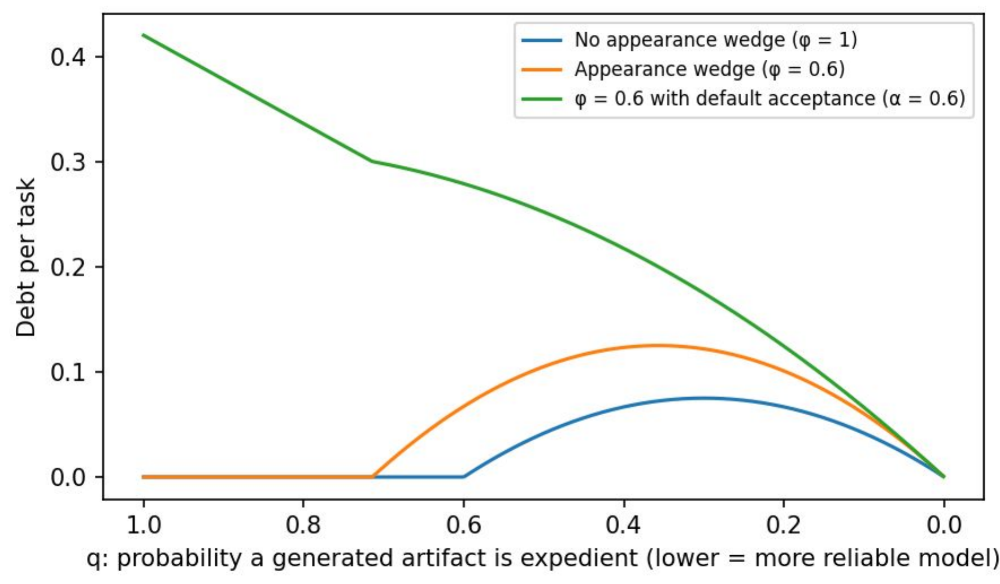 No appearance wedge (φ = 1)
Appearance wedge (φ = 0.6)
φ = 0.6 with default acceptance (α = 0.6)
Debt per task
0.4
0.3
0.2
0.1
0.0
1.0 0.8 0.6 0.4 0.2 0.0
q: probability a generated artifact is expedient (lower = more reliable model)